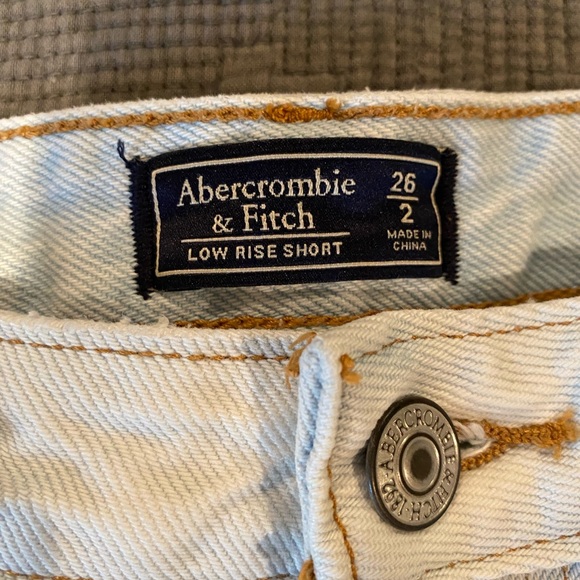 Abercrombie
& Fitch
LOW RISE SHORT
26
2
MADE IN
CHINA
ABERCROMBIE & FITCH · 1892 ·